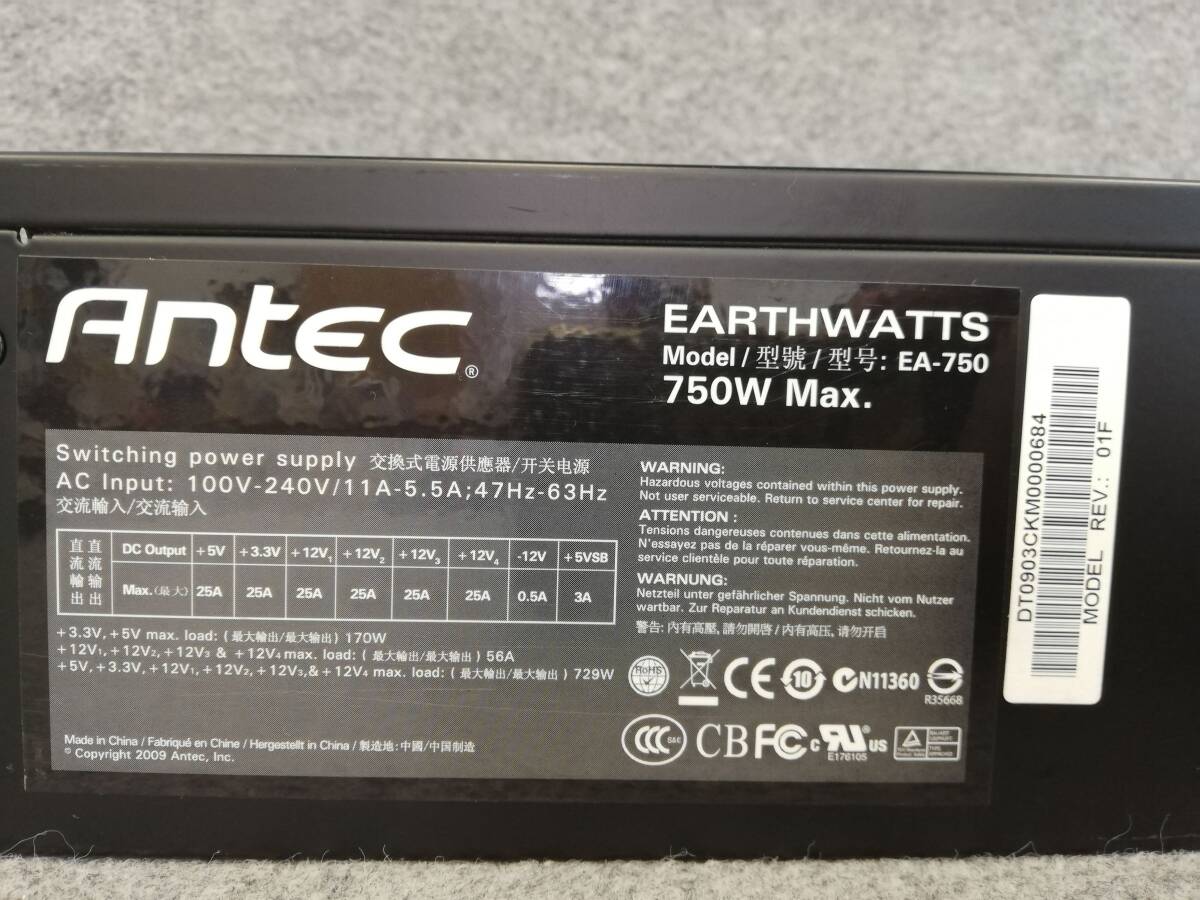 Antec®
EARTHWATTS
Model / 型號 / 型号: EA-750
750W Max.
Switching power supply 交換式電源供應器/开关电源
AC Input: 100V-240V/11A-5.5A;47Hz-63Hz
交流輸入/交流输入
直流輸出 直流输出
DC Output +5V +3.3V +12V₁ +12V₂ +12V₃ +12V₄ -12V +5VSB
Max.(最大) 25A 25A 25A 25A 25A 25A 0.5A 3A
+3.3V, +5V max. load: (最大輸出/最大输出) 170W
+12V₁, +12V₂, +12V₃ & +12V₄ max. load: (最大輸出/最大输出) 56A
+5V, +3.3V, +12V₁, +12V₂, +12V₃, & +12V₄ max. load: (最大輸出/最大输出) 729W
Made in China / Fabriqué en Chine / Hergestellt in China / 製造地: 中國/中国制造
© Copyright 2009 Antec, Inc.
WARNING:
Hazardous voltages contained within this power supply.
Not user serviceable. Return to service center for repair.
ATTENTION :
Tensions dangereuses contenues dans cette alimentation.
N'essayez pas de la réparer vous-même. Retournez-la au
service clientèle pour toute réparation.
WARNUNG:
Netzteil unter gefährlicher Spannung. Nicht vom Nutzer
wartbar. Zur Reparatur an Kundendienst schicken.
警告: 內有高壓, 請勿開啓 / 内有高压, 请勿开启
RoHS
CE
10
N11360
R35668
CCC
S&E
CB
FC
c RU US
E176105
DT0903CKM0000684
MODEL REV.: 01F